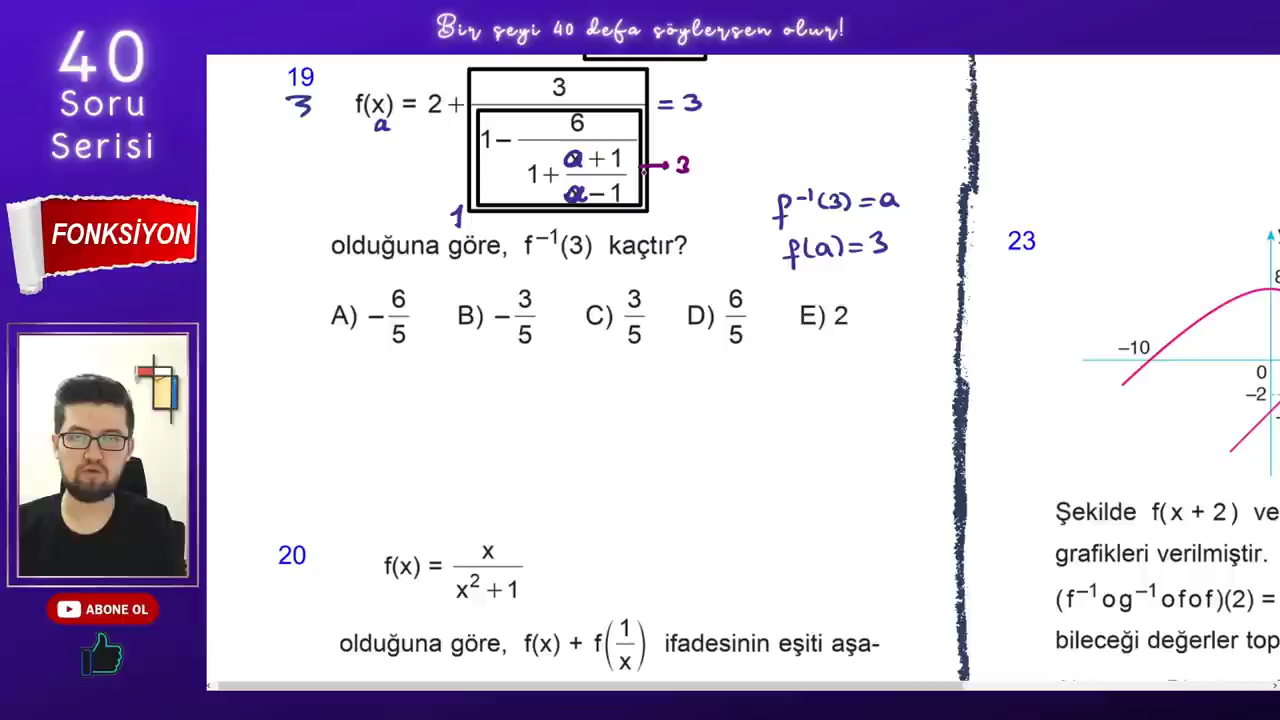 Bir şeyi 40 defa söylersen olur!
40
Soru
Serisi
FONKSİYON
ABONE OL
19
3
f(x) = 2 + 3 / (1 − 6 / (1 + (a + 1)/(a − 1))) = 3
a
→ 3
1
f⁻¹(3) = a
f(a) = 3
olduğuna göre, f⁻¹(3) kaçtır?
A) −6/5 B) −3/5 C) 3/5 D) 6/5 E) 2
20
f(x) = x / (x² + 1)
olduğuna göre, f(x) + f(1/x) ifadesinin eşiti aşa-
23
y
8
−10
0
−2
Şekilde f(x + 2) ve
grafikleri verilmiştir.
(f⁻¹ o g⁻¹ o f o f)(2) =
bileceği değerler top